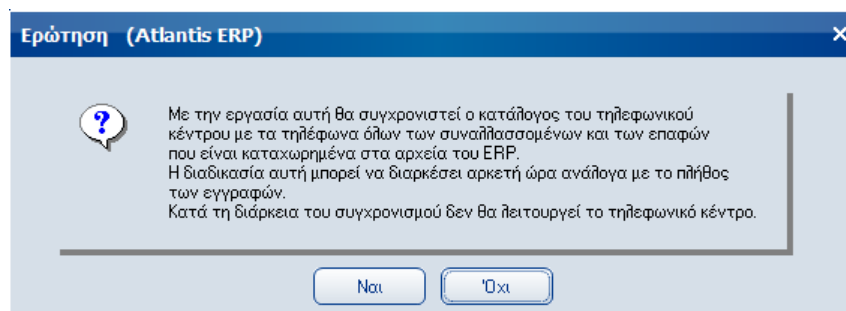 Ερώτηση (Atlantis ERP)
Με την εργασία αυτή θα συγχρονιστεί ο κατάλογος του τηλεφωνικού
κέντρου με τα τηλέφωνα όλων των συναλλασσομένων και των επαφών
που είναι καταχωρημένα στα αρχεία του ERP.
Η διαδικασία αυτή μπορεί να διαρκέσει αρκετή ώρα ανάλογα με το πλήθος
των εγγραφών.
Κατά τη διάρκεια του συγχρονισμού δεν θα λειτουργεί το τηλεφωνικό κέντρο.
Ναι
Όχι